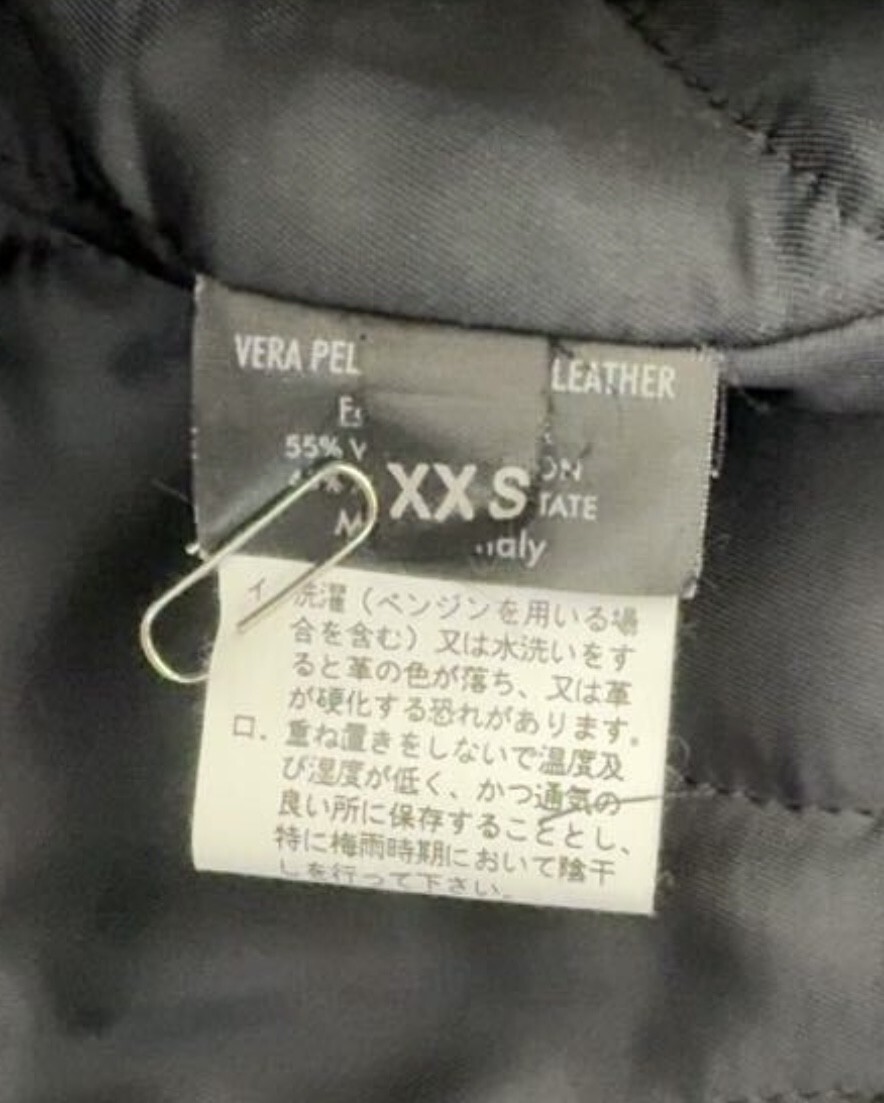 VERA PEL LEATHER
55% V ON
XXS TATE
M taly
イ 洗濯(ベンジンを用いる場
合を含む)又は水洗いをす
ると革の色が落ち、又は革
が硬化する恐れがあります。
ロ. 重ね置きをしないで温度及
び湿度が低く、かつ通気の
良い所に保存することとし、
特に梅雨時期において陰干
しを行って下さい。